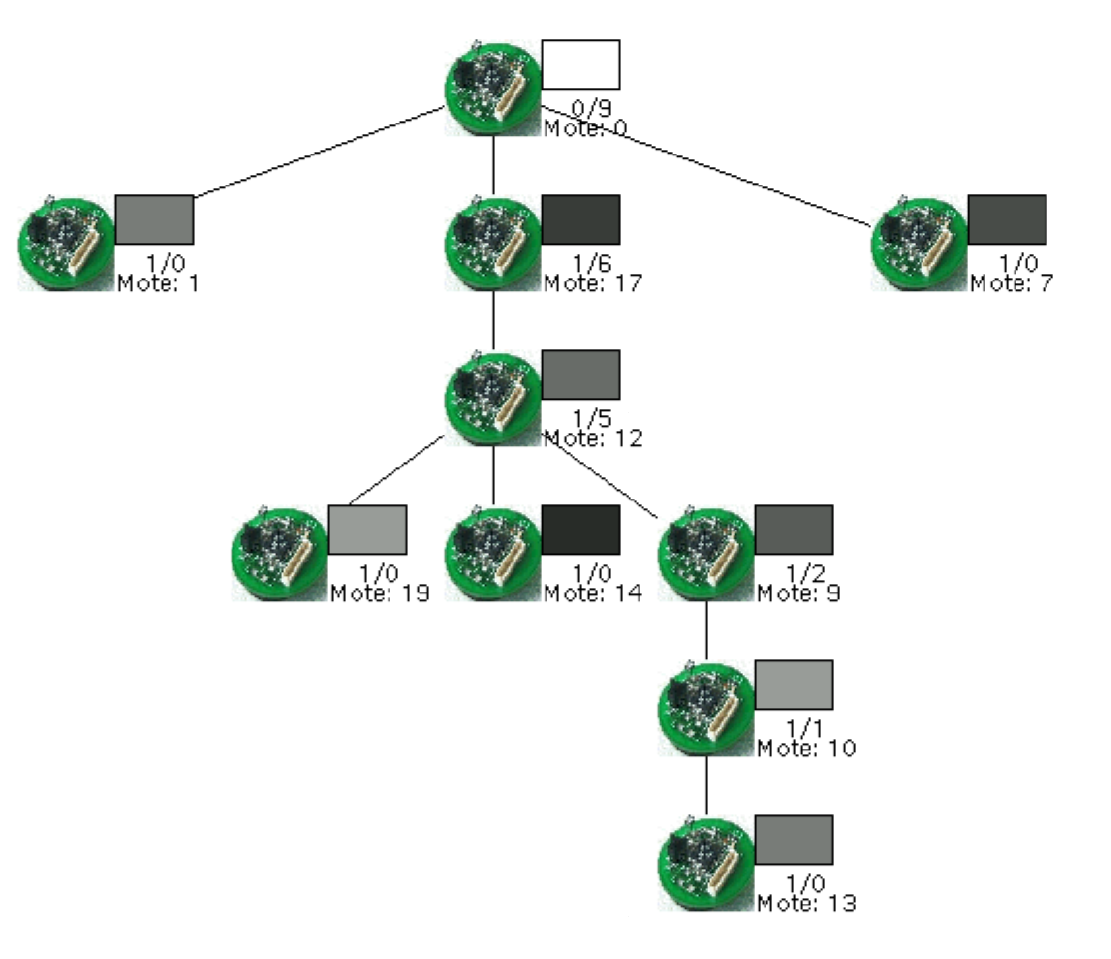 0/9
Mote: 0
1/0
Mote: 1
1/6
Mote: 17
1/0
Mote: 7
1/5
Mote: 12
1/0
Mote: 19
1/0
Mote: 14
1/2
Mote: 9
1/1
Mote: 10
1/0
Mote: 13